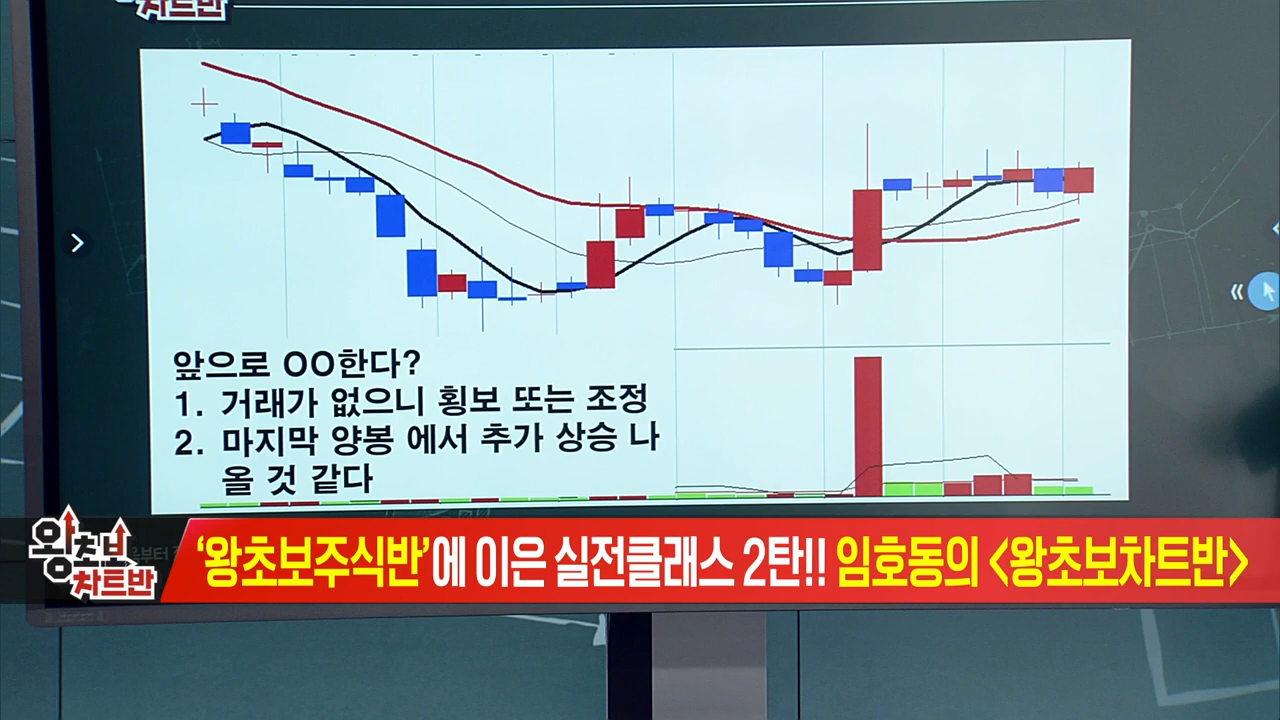 차트반
앞으로 OO한다?
1. 거래가 없으니 횡보 또는 조정
2. 마지막 양봉 에서 추가 상승 나
올 것 같다
왕초보
차트반
‘왕초보주식반’에 이은 실전클래스 2탄!! 임호동의 <왕초보차트반>